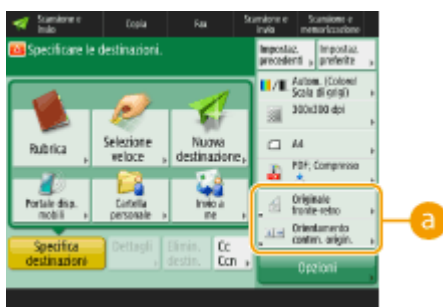 Scansione e
Invio
Copia
Fax
Scansione e
Invio
Scansione e
memorizzazione
Specificare le destinazioni.
Impostaz.
precedenti
Impostaz.
preferite
Autom. (Colore/
Scala di grigi)
300x300 dpi
A4
PDF; Compresso
Rubrica
Selezione
veloce
Nuova
destinazione
Portale disp.
mobili
Cartella
personale
Invio a
me
Originale
fronte-retro
Orientamento
conten. origin.
a
Specifica
destinazioni
Dettagli
Elimin.
destin.
Cc
Ccn
Opzioni